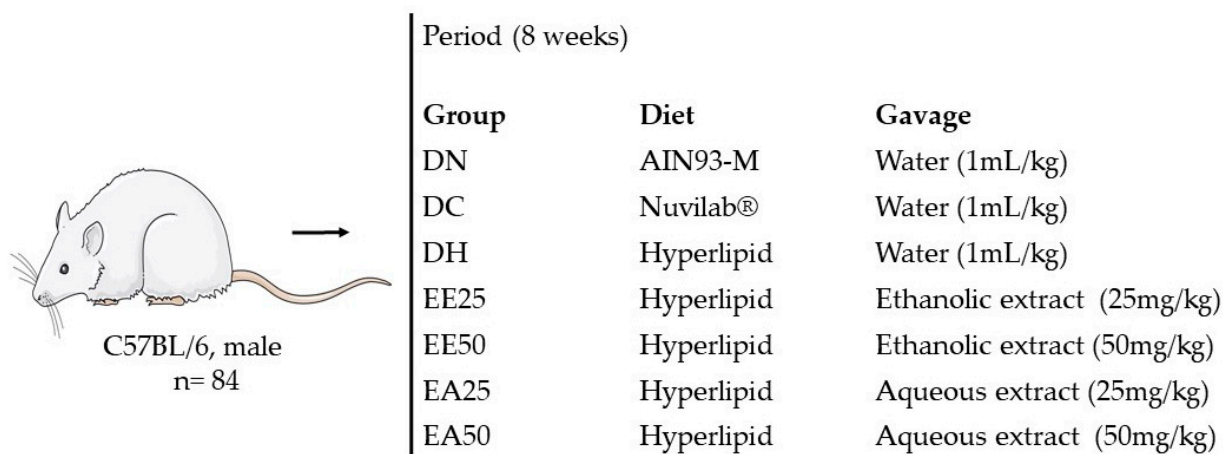 Period (8 weeks)
Group Diet Gavage
DN AIN93-M Water (1mL/kg)
DC Nuvilab® Water (1mL/kg)
DH Hyperlipid Water (1mL/kg)
EE25 Hyperlipid Ethanolic extract (25mg/kg)
EE50 Hyperlipid Ethanolic extract (50mg/kg)
EA25 Hyperlipid Aqueous extract (25mg/kg)
EA50 Hyperlipid Aqueous extract (50mg/kg)
C57BL/6, male
n= 84